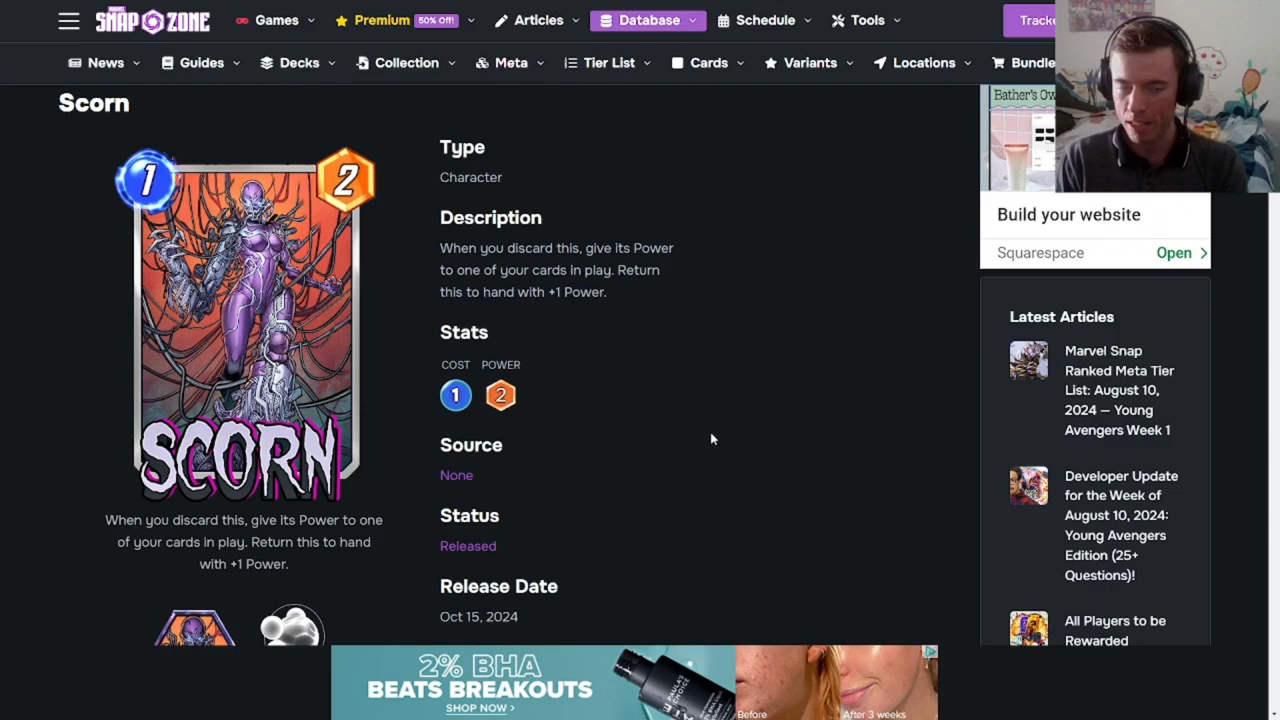 MARVEL
SNAP ZONE
Games
Premium
50% Off!
Articles
Database
Schedule
Tools
Tracke
News
Guides
Decks
Collection
Meta
Tier List
Cards
Variants
Locations
Bundle
Scorn
1
2
SCORN
When you discard this, give its Power to one
of your cards in play. Return this to hand
with +1 Power.
Type
Character
Description
When you discard this, give its Power
to one of your cards in play. Return
this to hand with +1 Power.
Stats
COST
POWER
1
2
Source
None
Status
Released
Release Date
Oct 15, 2024
Bather's Ow
Build your website
Squarespace
Open
Latest Articles
Marvel Snap
Ranked Meta Tier
List: August 10,
2024 – Young
Avengers Week 1
Developer Update
for the Week of
August 10, 2024:
Young Avengers
Edition (25+
Questions)!
All Players to be
Rewarded
2% BHA
BEATS BREAKOUTS
SHOP NOW >
PAULA'S
CHOICE
Before
After 3 weeks